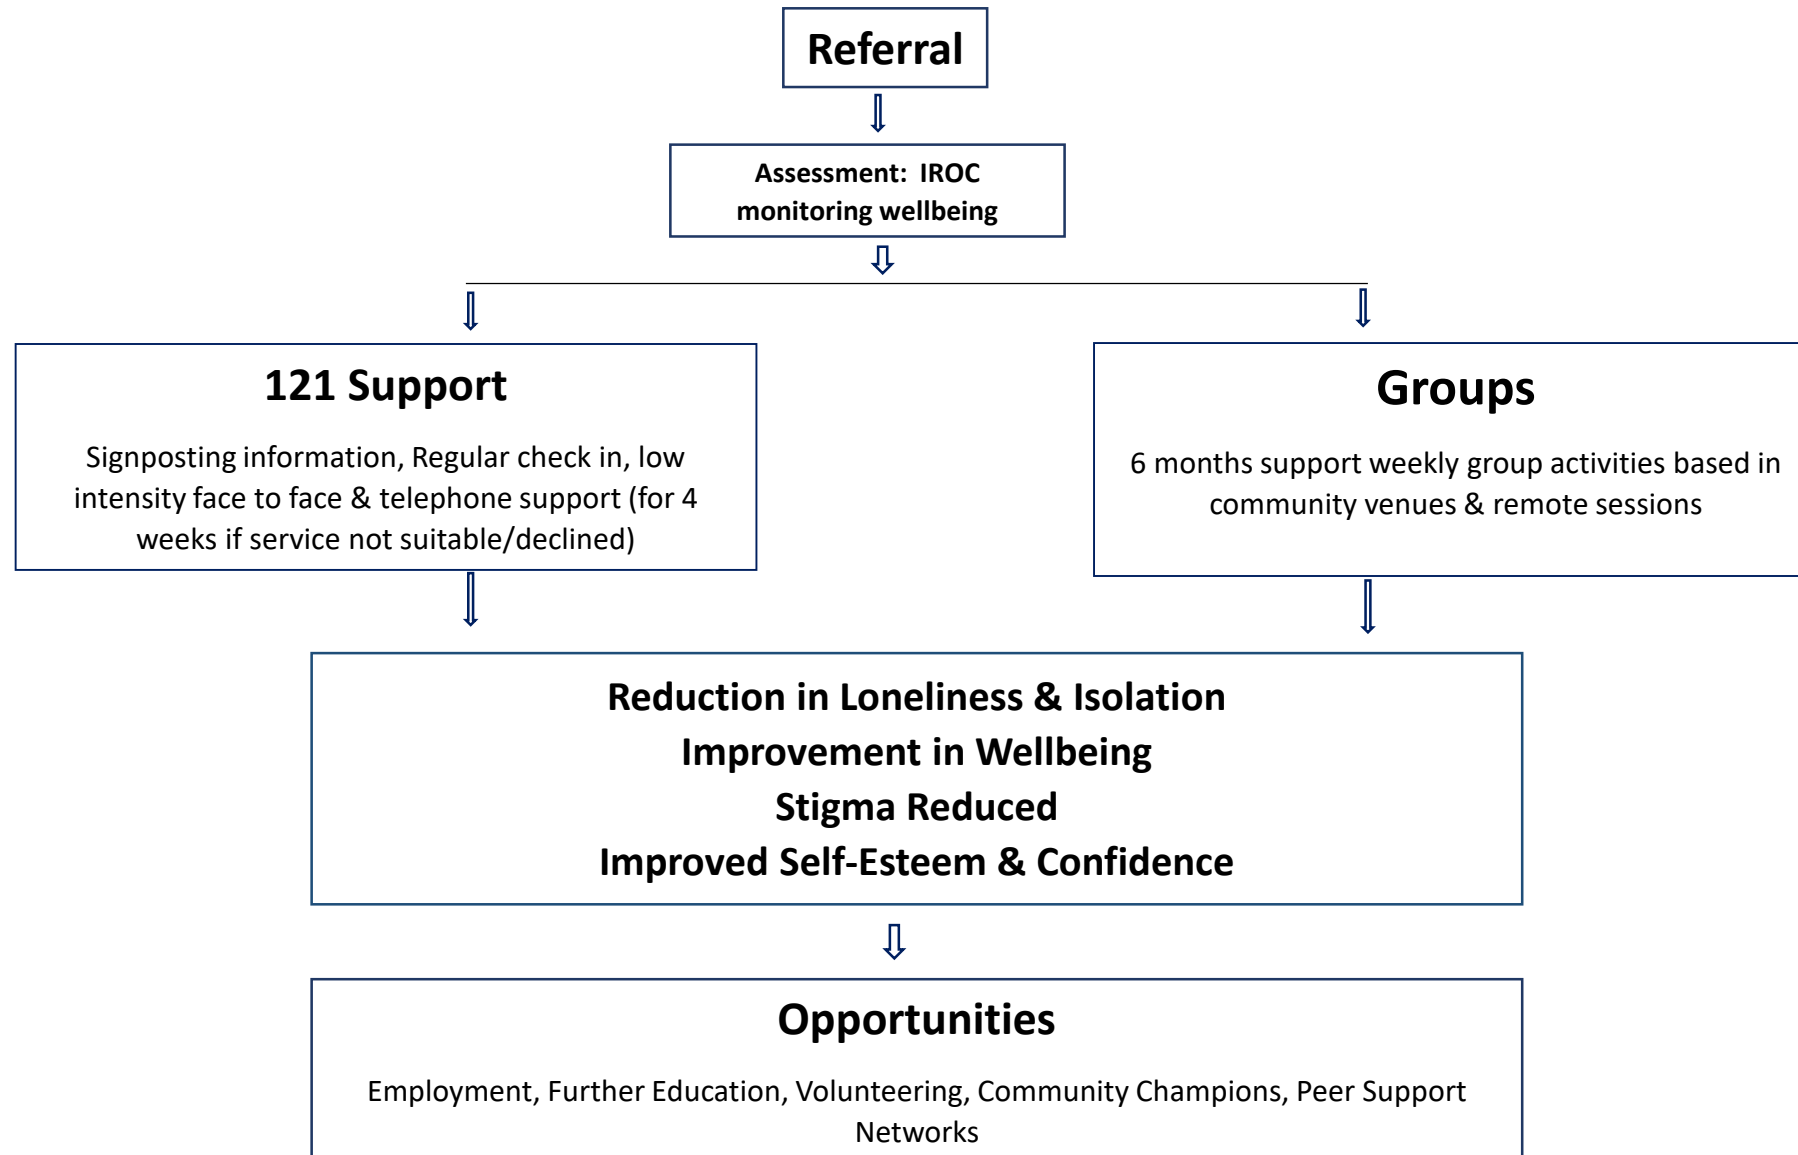 Referral
Assessment:  IROC
monitoring wellbeing
121 Support
Signposting information, Regular check in, low
intensity face to face & telephone support (for 4
weeks if service not suitable/declined)
Groups
6 months support weekly group activities based in
community venues & remote sessions
Reduction in Loneliness & Isolation
Improvement in Wellbeing
Stigma Reduced
Improved Self-Esteem & Confidence
Opportunities
Employment, Further Education, Volunteering, Community Champions, Peer Support
Networks